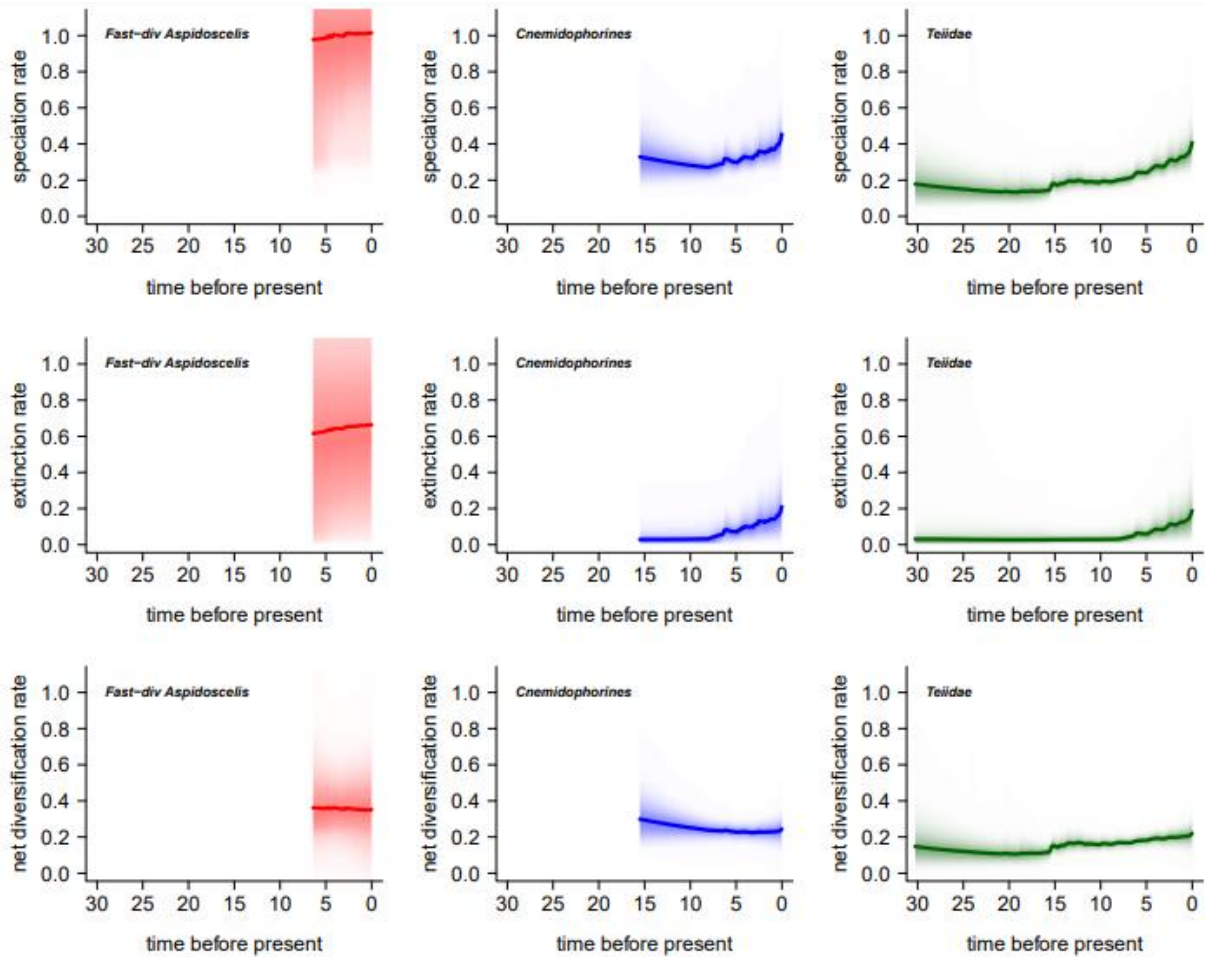 Fast-div Aspidoscelis
speciation rate
1.0
0.8
0.6
0.4
0.2
0.0
30 25 20 15 10 5 0
time before present
Cnemidophorines
speciation rate
1.0
0.8
0.6
0.4
0.2
0.0
30 25 20 15 10 5 0
time before present
Teiidae
speciation rate
1.0
0.8
0.6
0.4
0.2
0.0
30 25 20 15 10 5 0
time before present
Fast-div Aspidoscelis
extinction rate
1.0
0.8
0.6
0.4
0.2
0.0
30 25 20 15 10 5 0
time before present
Cnemidophorines
extinction rate
1.0
0.8
0.6
0.4
0.2
0.0
30 25 20 15 10 5 0
time before present
Teiidae
extinction rate
1.0
0.8
0.6
0.4
0.2
0.0
30 25 20 15 10 5 0
time before present
Fast-div Aspidoscelis
net diversification rate
1.0
0.8
0.6
0.4
0.2
0.0
30 25 20 15 10 5 0
time before present
Cnemidophorines
net diversification rate
1.0
0.8
0.6
0.4
0.2
0.0
30 25 20 15 10 5 0
time before present
Teiidae
net diversification rate
1.0
0.8
0.6
0.4
0.2
0.0
30 25 20 15 10 5 0
time before present